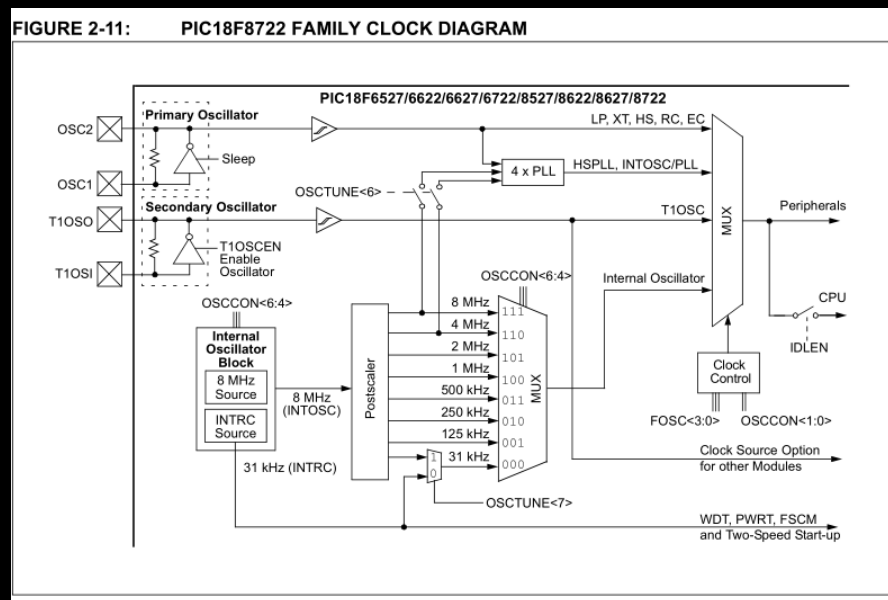 FIGURE 2-11: PIC18F8722 FAMILY CLOCK DIAGRAM
PIC18F6527/6622/6627/6722/8527/8622/8627/8722
Primary Oscillator
LP, XT, HS, RC, EC
OSC2
Sleep
4 x PLL
HSPLL, INTOSC/PLL
OSC1
OSCTUNE<6>
Secondary Oscillator
T1OSO
T1OSC
MUX
Peripherals
T1OSCEN
Enable
Oscillator
T1OSI
OSCCON<6:4>
Internal Oscillator
OSCCON<6:4>
Internal
Oscillator
Block
8 MHz
Source
INTRC
Source
8 MHz
(INTOSC)
31 kHz (INTRC)
Postscaler
8 MHz
111
4 MHz
110
2 MHz
101
1 MHz
100
500 kHz
011
250 kHz
010
125 kHz
001
31 kHz
000
1
0
MUX
OSCTUNE<7>
CPU
IDLEN
Clock
Control
FOSC<3:0>
OSCCON<1:0>
Clock Source Option
for other Modules
WDT, PWRT, FSCM
and Two-Speed Start-up